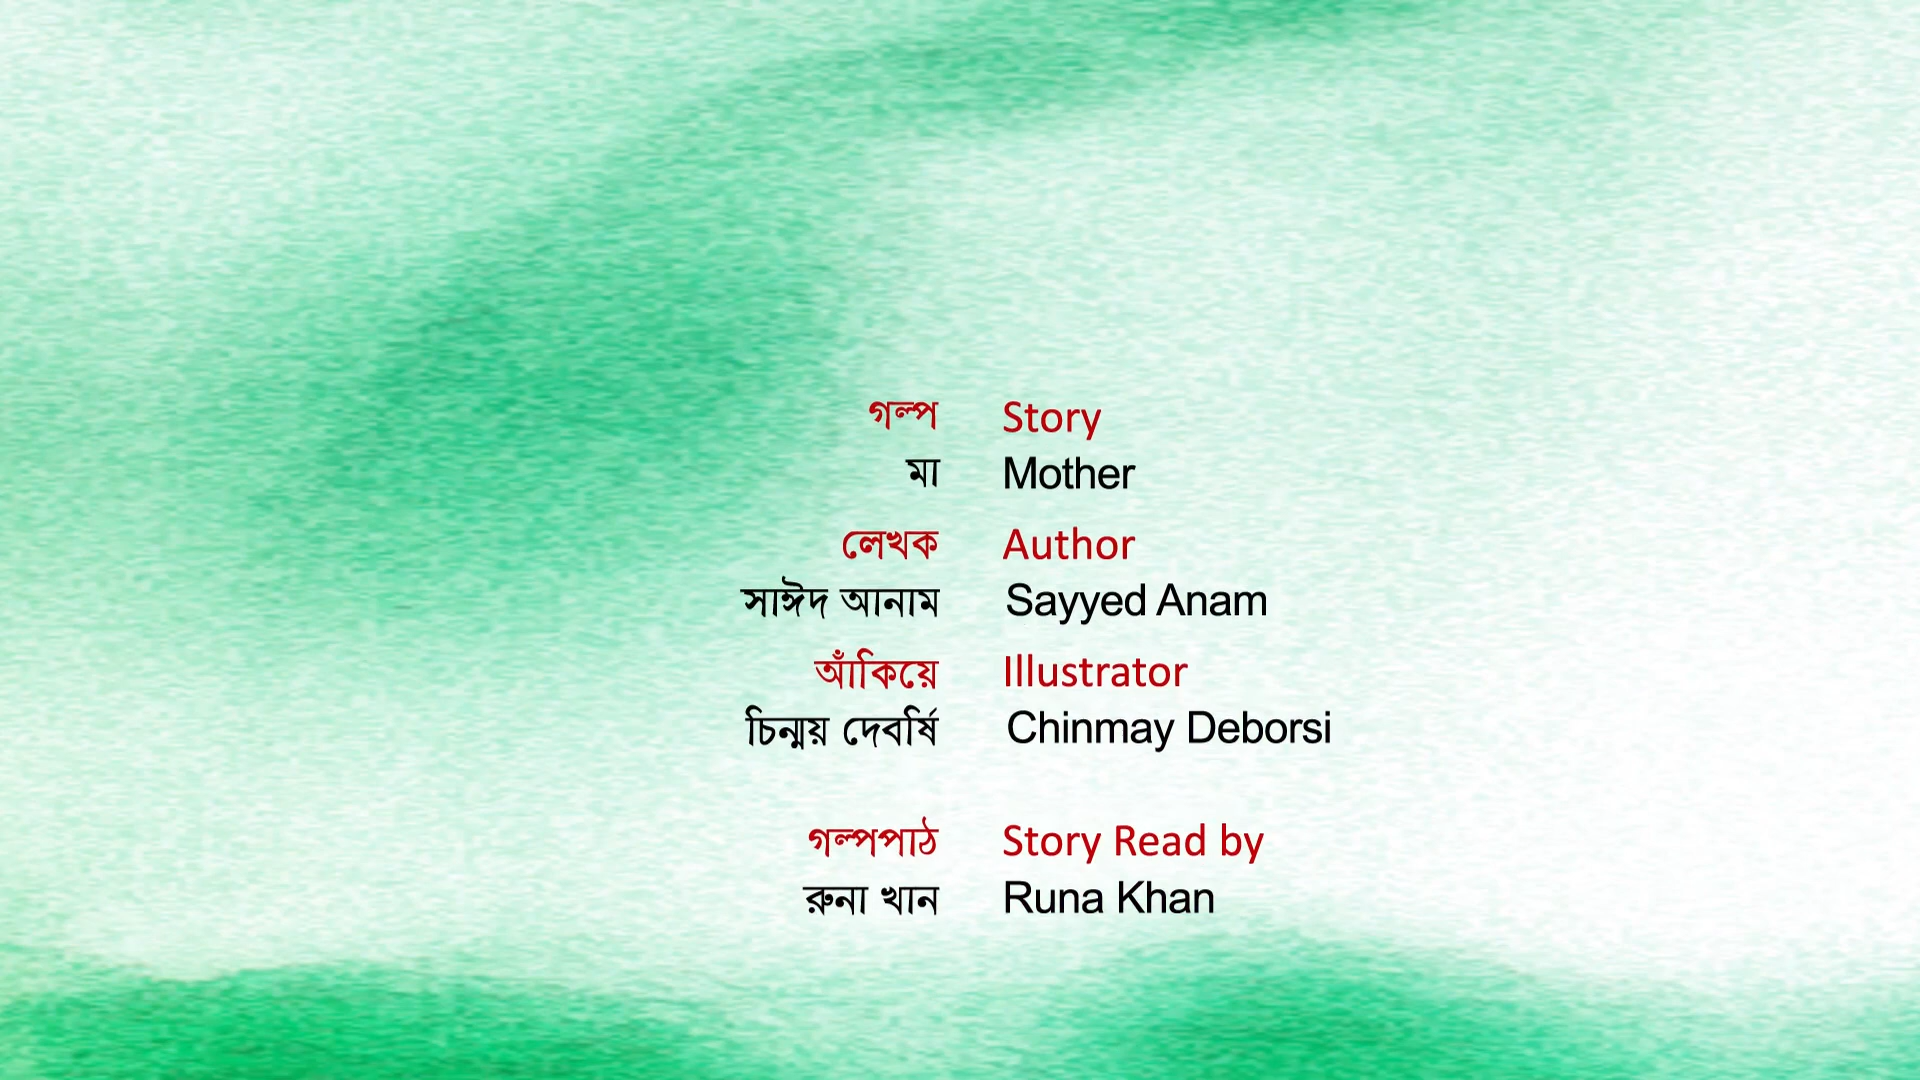 গল্প Story
মা Mother
লেখক Author
সাঈদ আনাম Sayyed Anam
আঁকিয়ে Illustrator
চিন্ময় দেবর্ষি Chinmay Deborsi
গল্পপাঠ Story Read by
রুনা খান Runa Khan